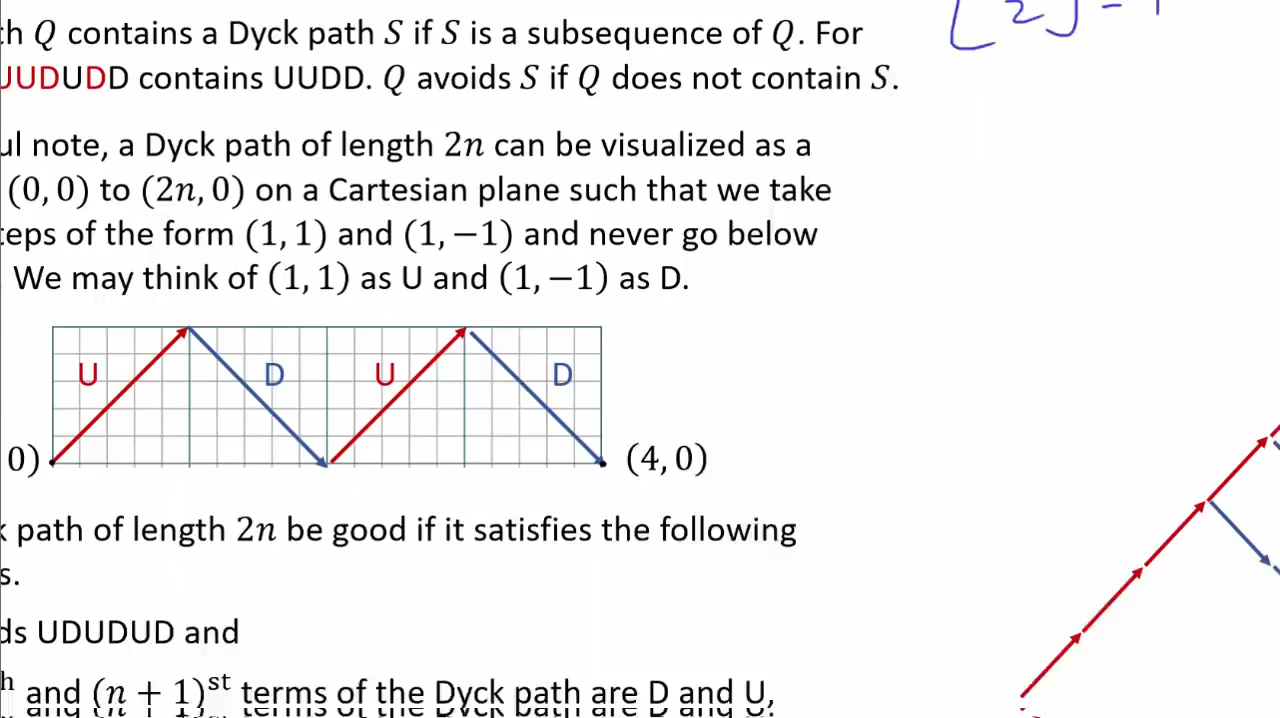 th Q contains a Dyck path S if S is a subsequence of Q. For
UUDUDD contains UUDD. Q avoids S if Q does not contain S.
ul note, a Dyck path of length 2n can be visualized as a
(0, 0) to (2n, 0) on a Cartesian plane such that we take
teps of the form (1, 1) and (1, −1) and never go below
We may think of (1, 1) as U and (1, −1) as D.
U D U D
0) (4, 0)
k path of length 2n be good if it satisfies the following
s.
ds UDUDUD and
h and (n + 1)st terms of the Dyck path are D and U,